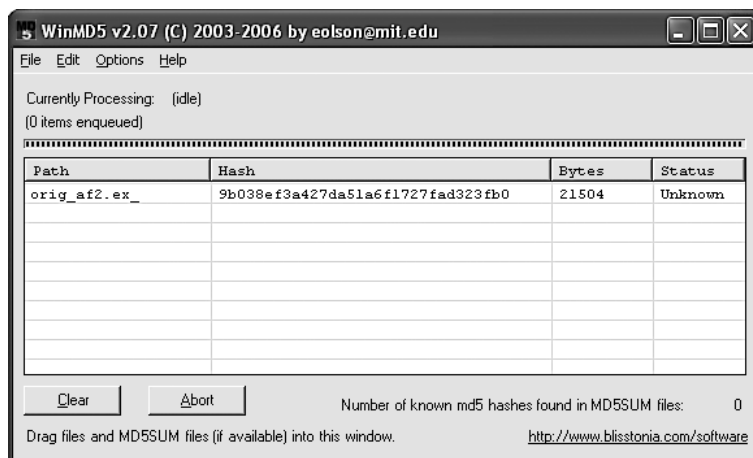 MD 5 WinMD5 v2.07 (C) 2003-2006 by eolson@mit.edu
File Edit Options Help
Currently Processing: (idle)
(0 items enqueued)
Path Hash Bytes Status
orig_af2.ex_ 9b038ef3a427da51a6f1727fad323fb0 21504 Unknown
Clear Abort Number of known md5 hashes found in MD5SUM files: 0
Drag files and MD5SUM files (if available) into this window. http://www.blisstonia.com/software